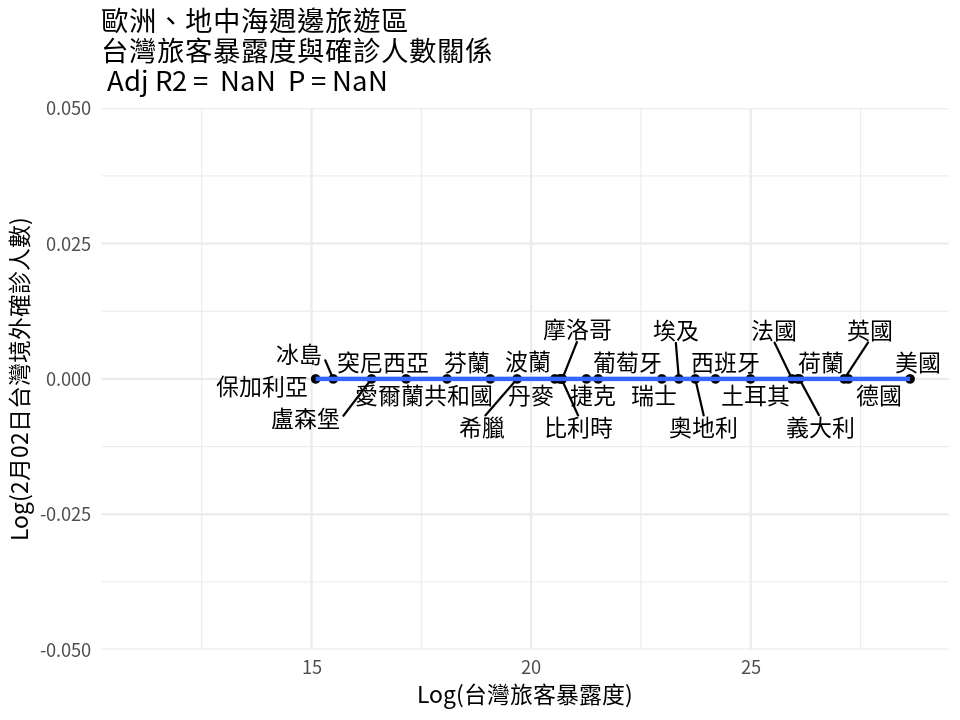 歐洲、地中海週邊旅遊區
台灣旅客暴露度與確診人數關係
Adj R2 = NaN P = NaN
Log(2月02日台灣境外確診人數)
0.050
0.025
0.000
-0.025
-0.050
摩洛哥 埃及 法國 英國
冰島 突尼西亞 芬蘭 波蘭 葡萄牙 西班牙 荷蘭 美國
保加利亞 愛爾蘭共和國 丹麥 捷克 瑞士 土耳其 德國
盧森堡 希臘 比利時 奧地利 義大利
15 20 25
Log(台灣旅客暴露度)